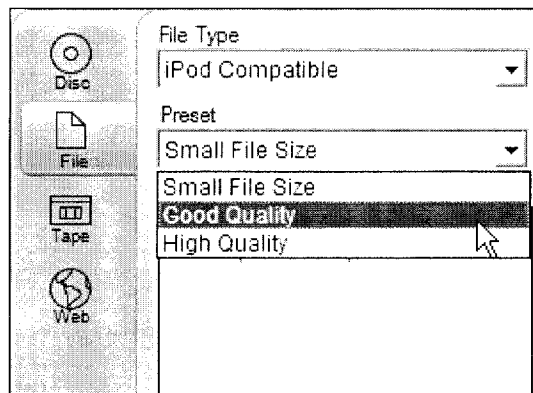 Disc
File
Tape
Web
File Type
iPod Compatible
Preset
Small File Size
Small File Size
Good Quality
High Quality